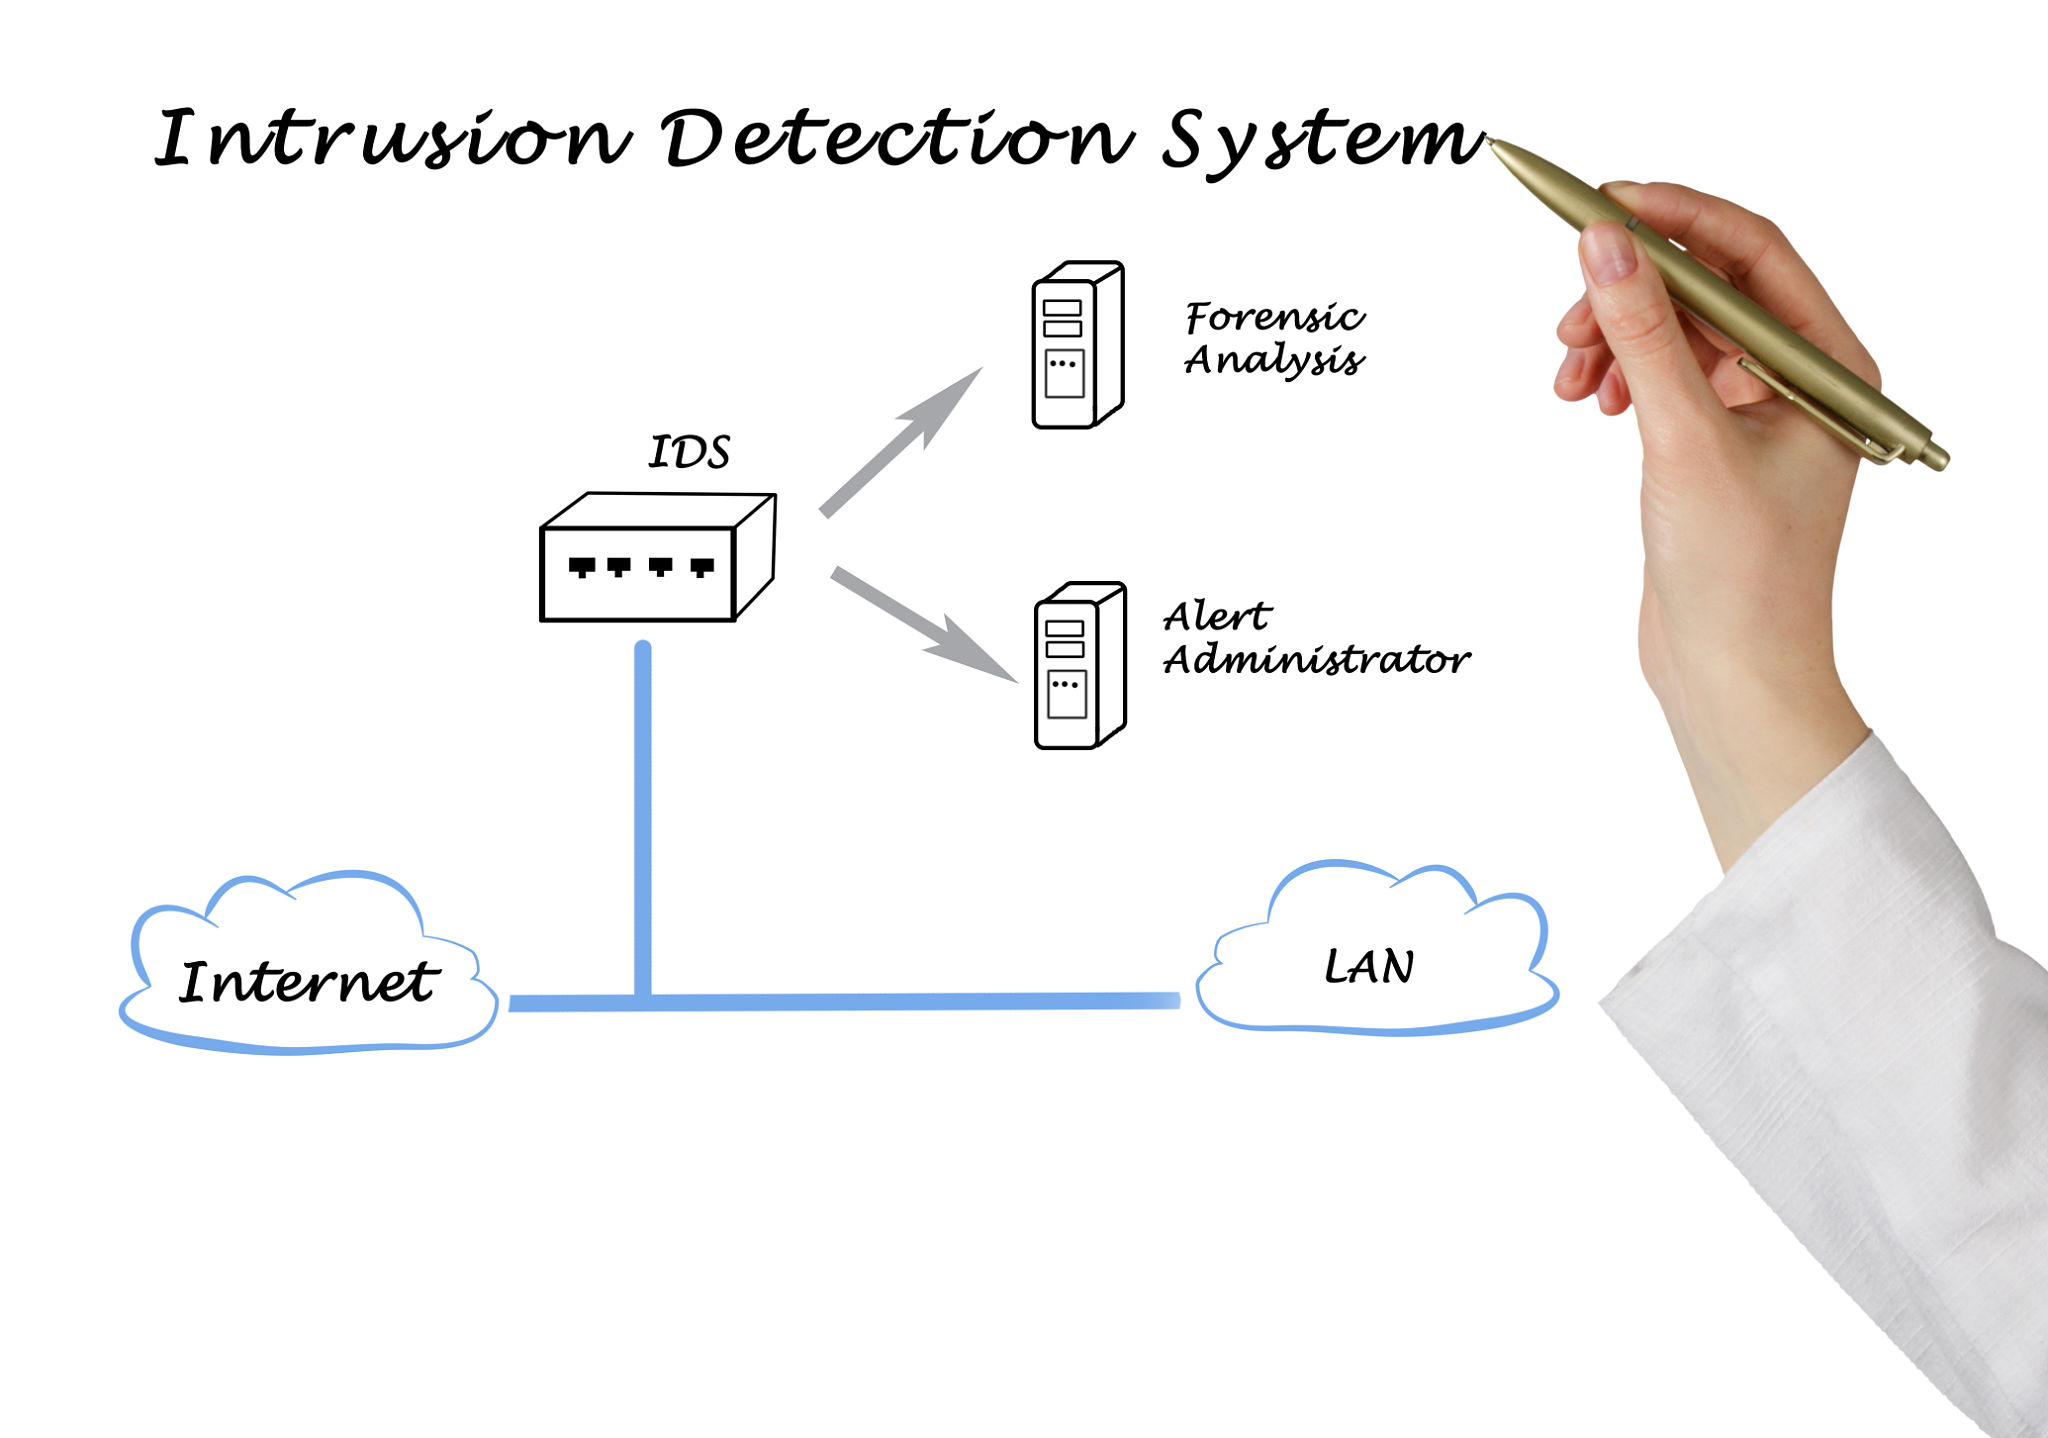 Intrusion Detection System
Forensic
Analysis
IDS
Alert
Administrator
Internet
LAN